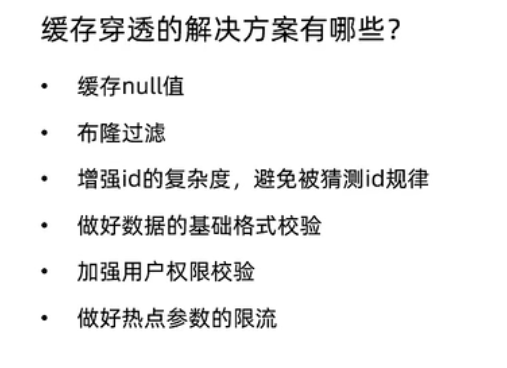 缓存穿透的解决方案有哪些？
• 缓存null值
• 布隆过滤
• 增强id的复杂度，避免被猜测id规律
• 做好数据的基础格式校验
• 加强用户权限校验
• 做好热点参数的限流